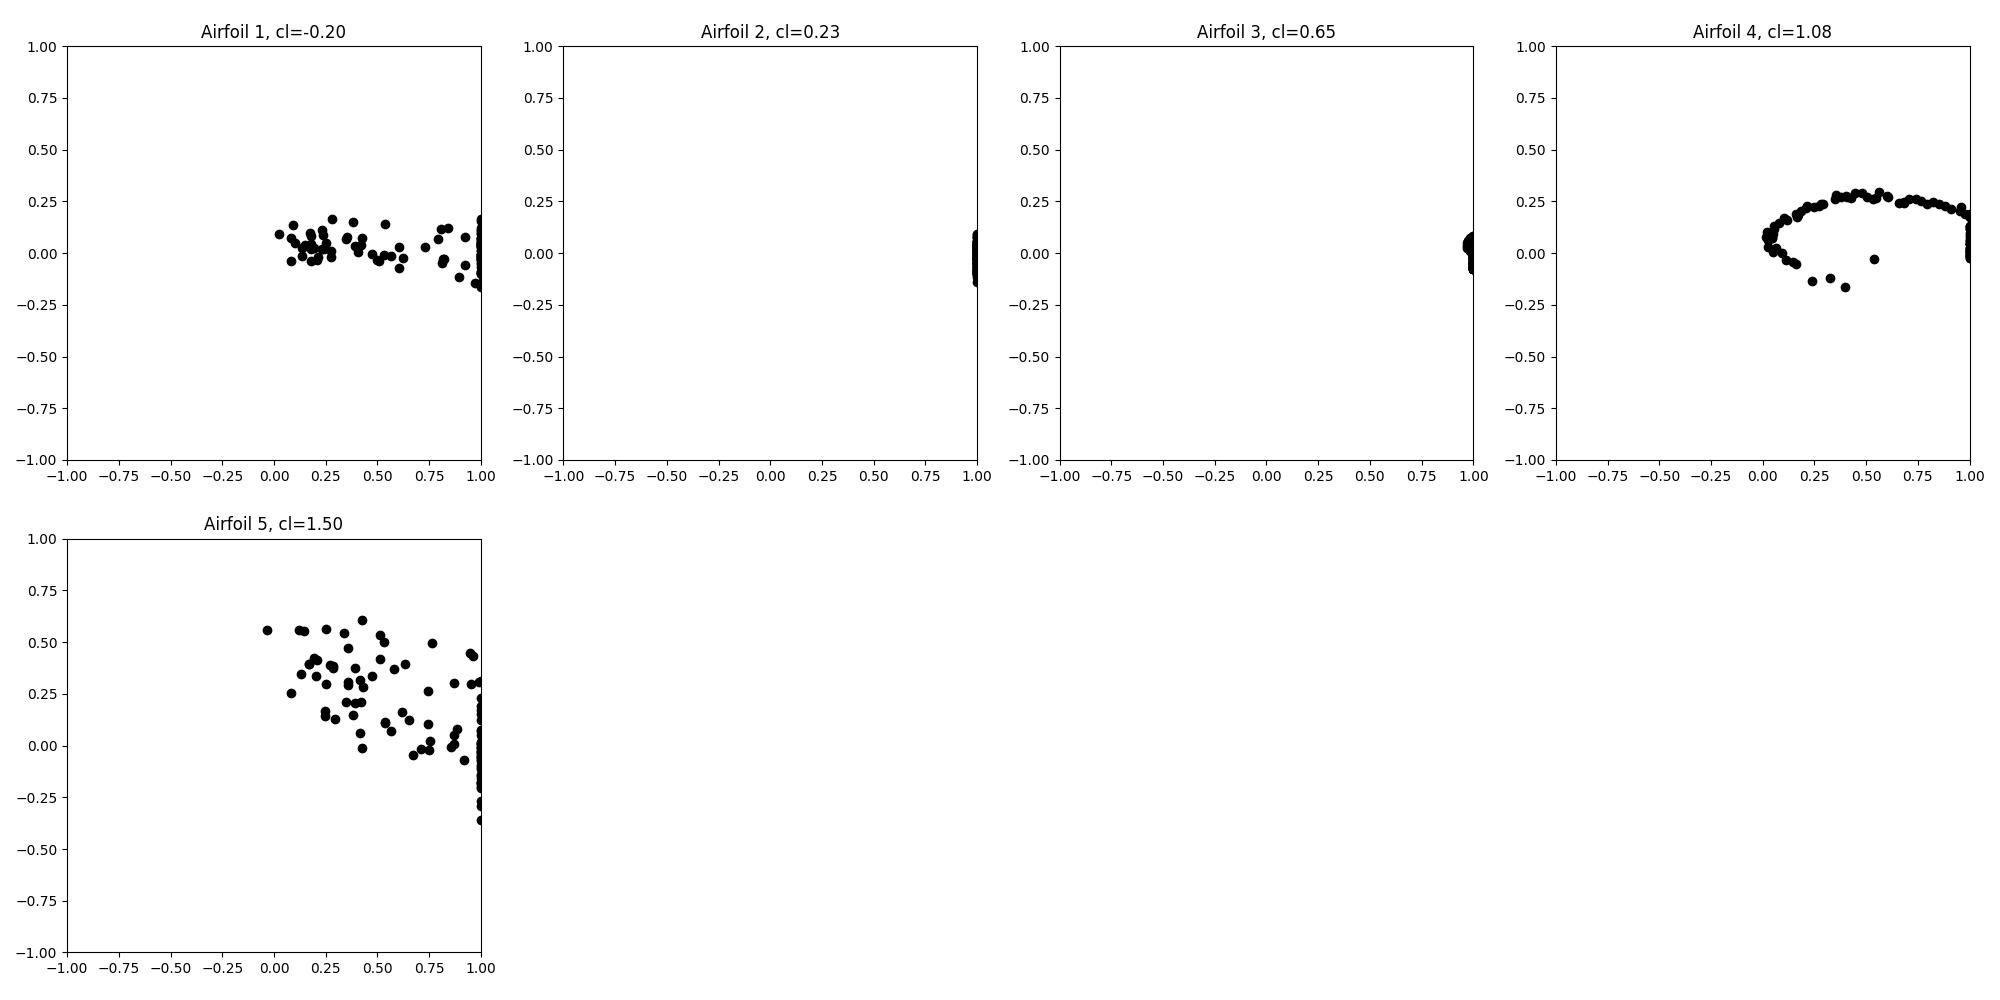 Airfoil 1, cl=-0.20
Airfoil 2, cl=0.23
Airfoil 3, cl=0.65
Airfoil 4, cl=1.08
1.00 1.00 1.00 1.00
0.75 0.75 0.75 0.75
0.50 0.50 0.50 0.50
0.25 0.25 0.25 0.25
0.00 0.00 0.00 0.00
−0.25 −0.25 −0.25 −0.25
−0.50 −0.50 −0.50 −0.50
−0.75 −0.75 −0.75 −0.75
−1.00 −1.00 −1.00 −1.00
−1.00 −0.75 −0.50 −0.25 0.00 0.25 0.50 0.75 1.00
−1.00 −0.75 −0.50 −0.25 0.00 0.25 0.50 0.75 1.00
−1.00 −0.75 −0.50 −0.25 0.00 0.25 0.50 0.75 1.00
−1.00 −0.75 −0.50 −0.25 0.00 0.25 0.50 0.75 1.00
Airfoil 5, cl=1.50
1.00
0.75
0.50
0.25
0.00
−0.25
−0.50
−0.75
−1.00
−1.00 −0.75 −0.50 −0.25 0.00 0.25 0.50 0.75 1.00